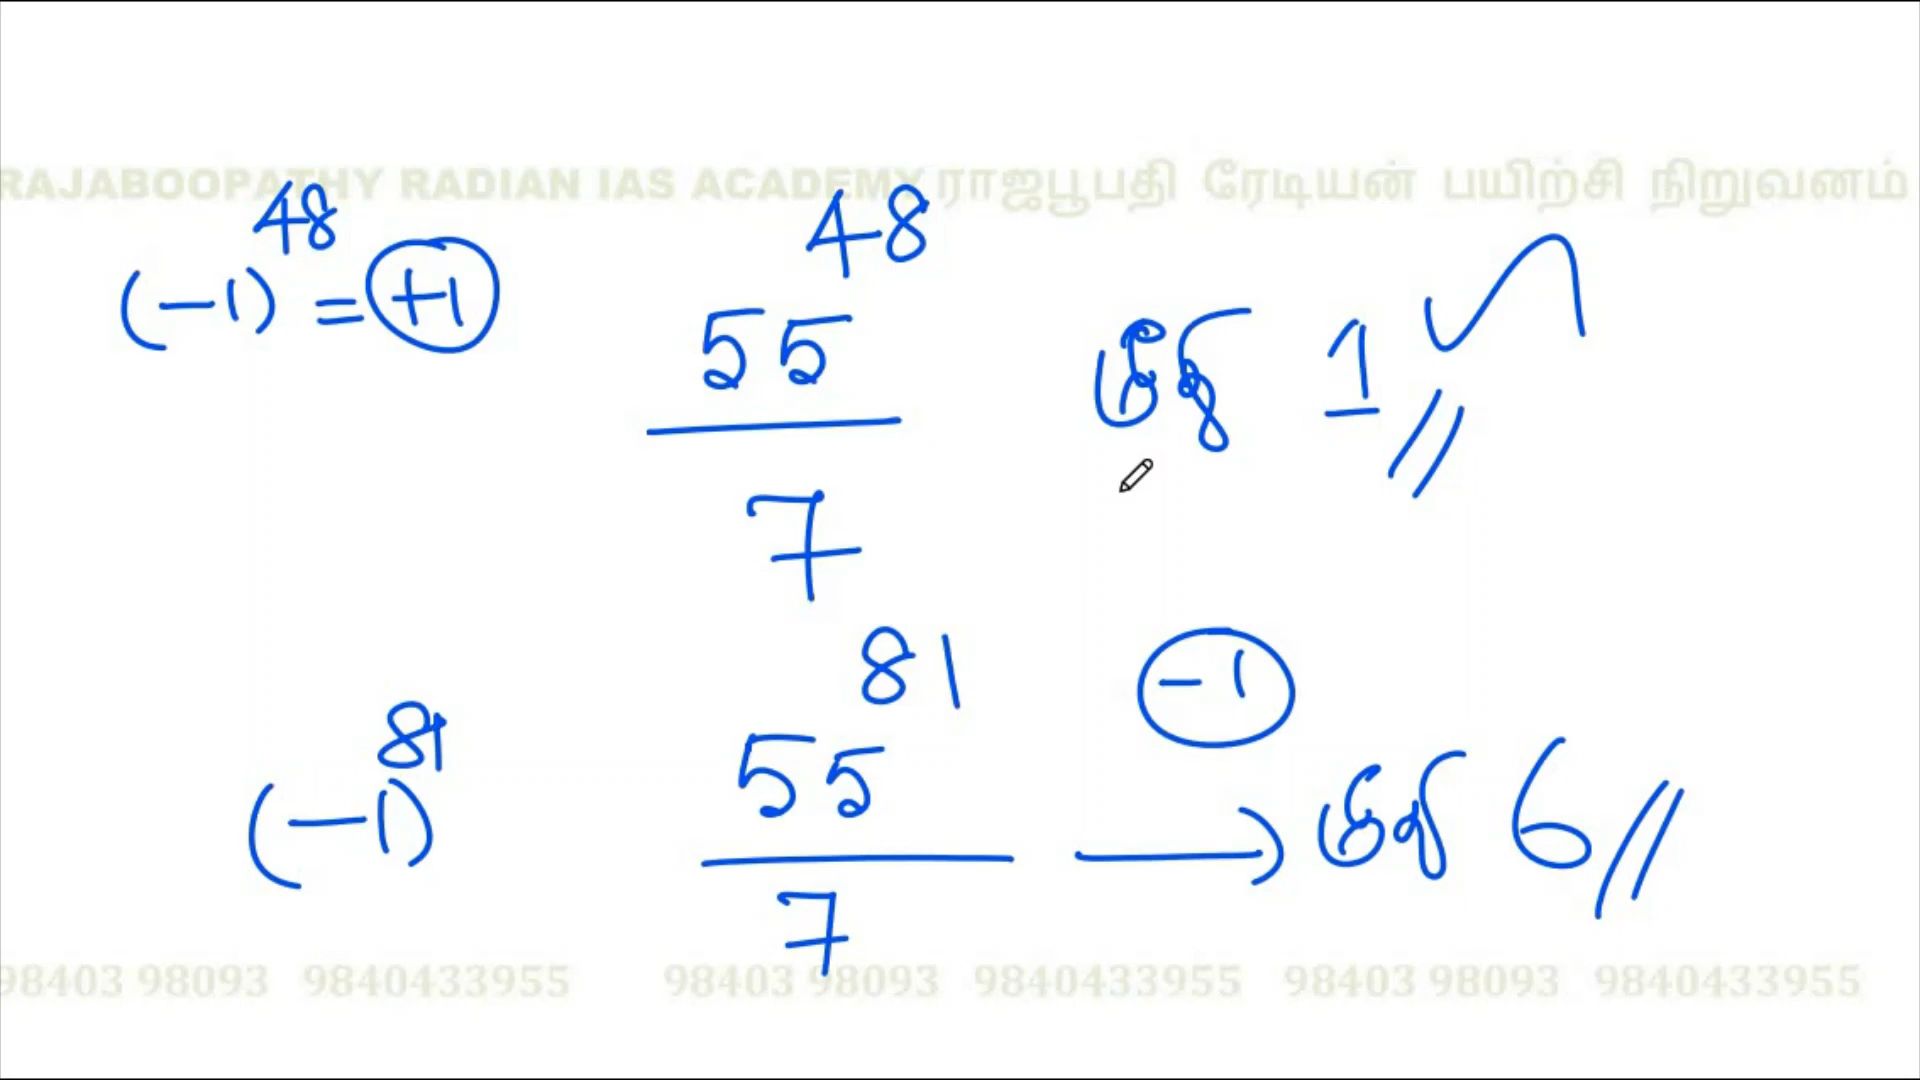 RAJABOOPATHY RADIAN IAS ACADEMY ராஜபூபதி ரேடியன் பயிற்சி நிறுவனம்
(-1)^48 = +1
55^48 / 7
மீதி 1
(-1)^81
55^81 / 7 → மீதி 6
-1
98403 98093 9840433955 98403 98093 9840433955 98403 98093 9840433955